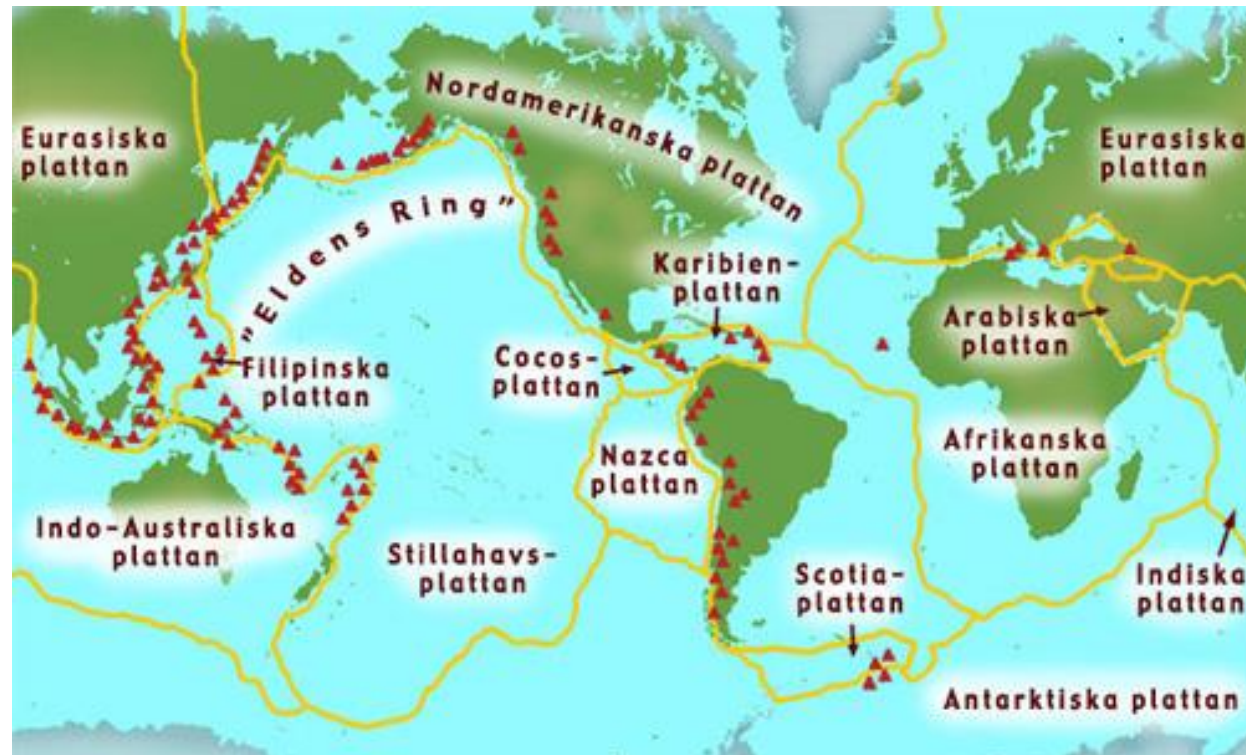 Nordamerikanska plattan
Eurasiska
plattan
Eurasiska
plattan
"Eldens Ring"
Karibien-
plattan
Arabiska
plattan
Cocos-
plattan
Filipinska
plattan
Afrikanska
plattan
Nazca
plattan
Indo-Australiska
plattan
Stillahavs-
plattan
Scotia-
plattan
Indiska
plattan
Antarktiska plattan